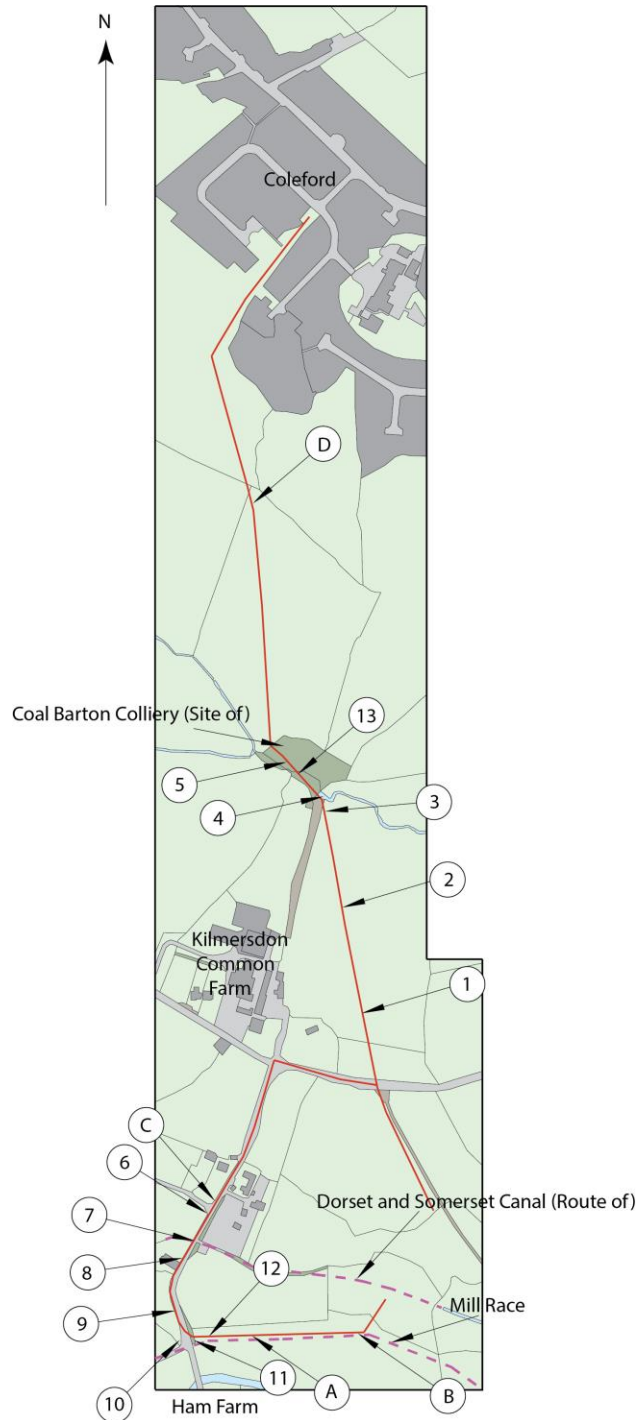 N
Coleford
D
Coal Barton Colliery (Site of)
13
5
4
3
2
Kilmersdon
Common
Farm
1
C
6
Dorset and Somerset Canal (Route of)
7
12
8
Mill Race
9
10
11
A
B
Ham Farm